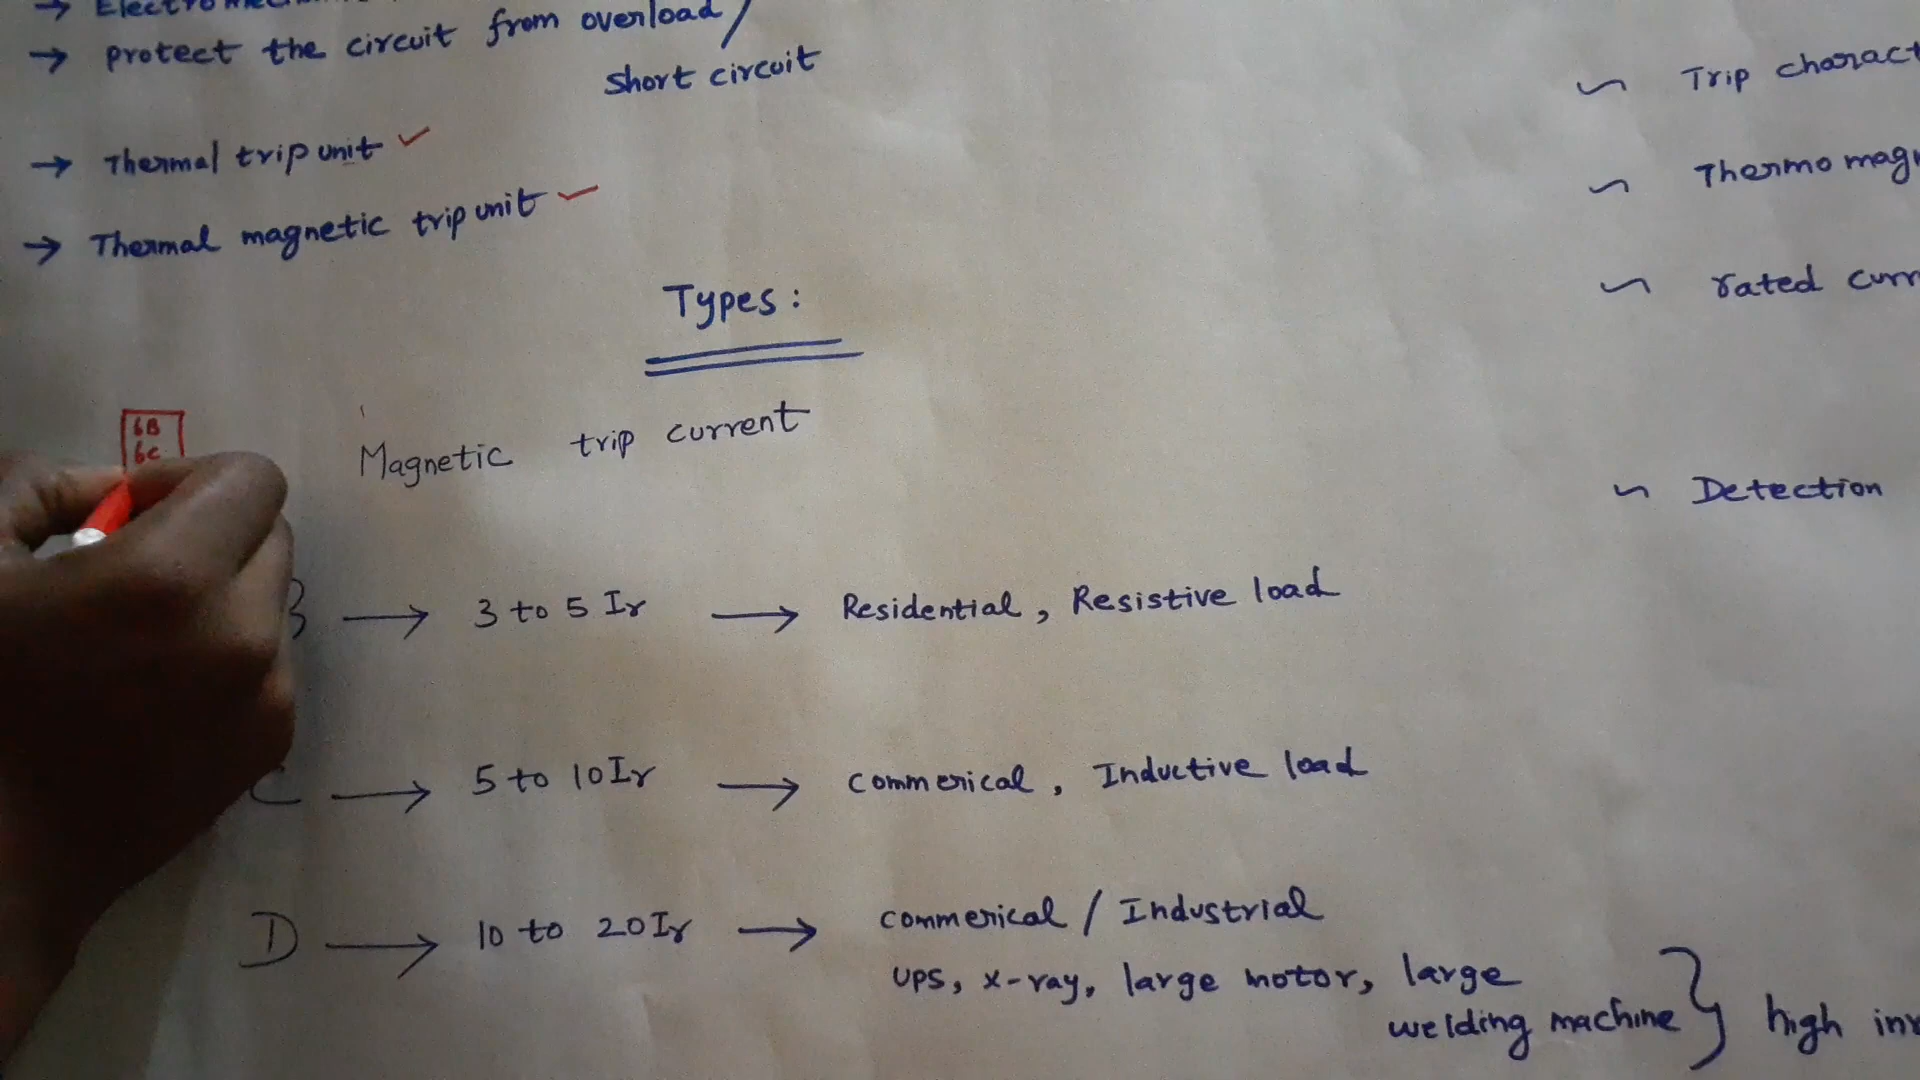 → protect the circuit from overload /
short circuit
→ Thermal trip unit ✓
→ Thermal magnetic trip unit ✓
Types :
6B
6C
Magnetic trip current
B → 3 to 5 Ir → Residential, Resistive load
C → 5 to 10 Ir → commerical, Inductive load
D → 10 to 20 Ir → commerical / Industrial
UPS, x-ray, large motor, large
welding machine } high
Trip
Thermo
rated
Detection